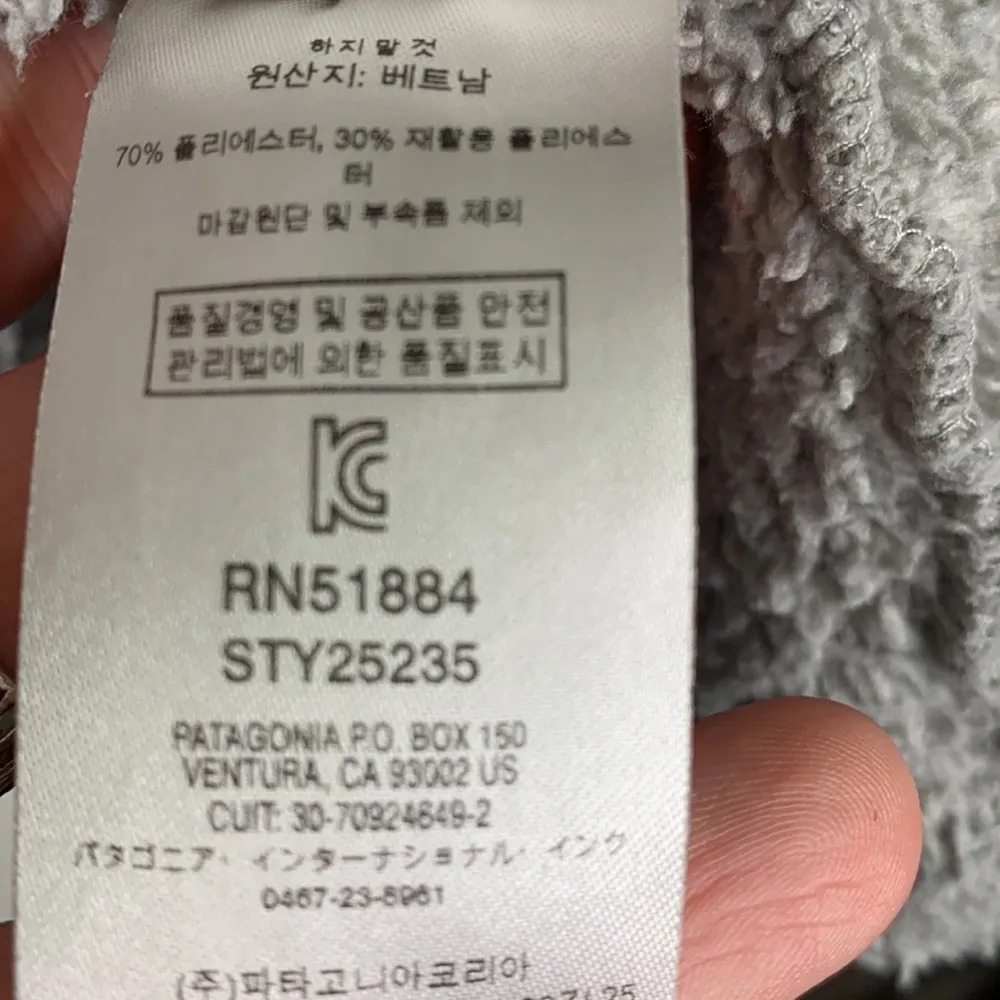 하지 말 것
원산지: 베트남
70% 폴리에스터, 30% 재활용 폴리에스
터
마감원단 및 부속품 제외
품질경영 및 공산품 안전
관리법에 의한 품질표시
KC
RN51884
STY25235
PATAGONIA P.O. BOX 150
VENTURA, CA 93002 US
CUIT: 30-70924649-2
パタゴニア・インターナショナル・インク
0467-23-8961
(주)파타고니아코리아